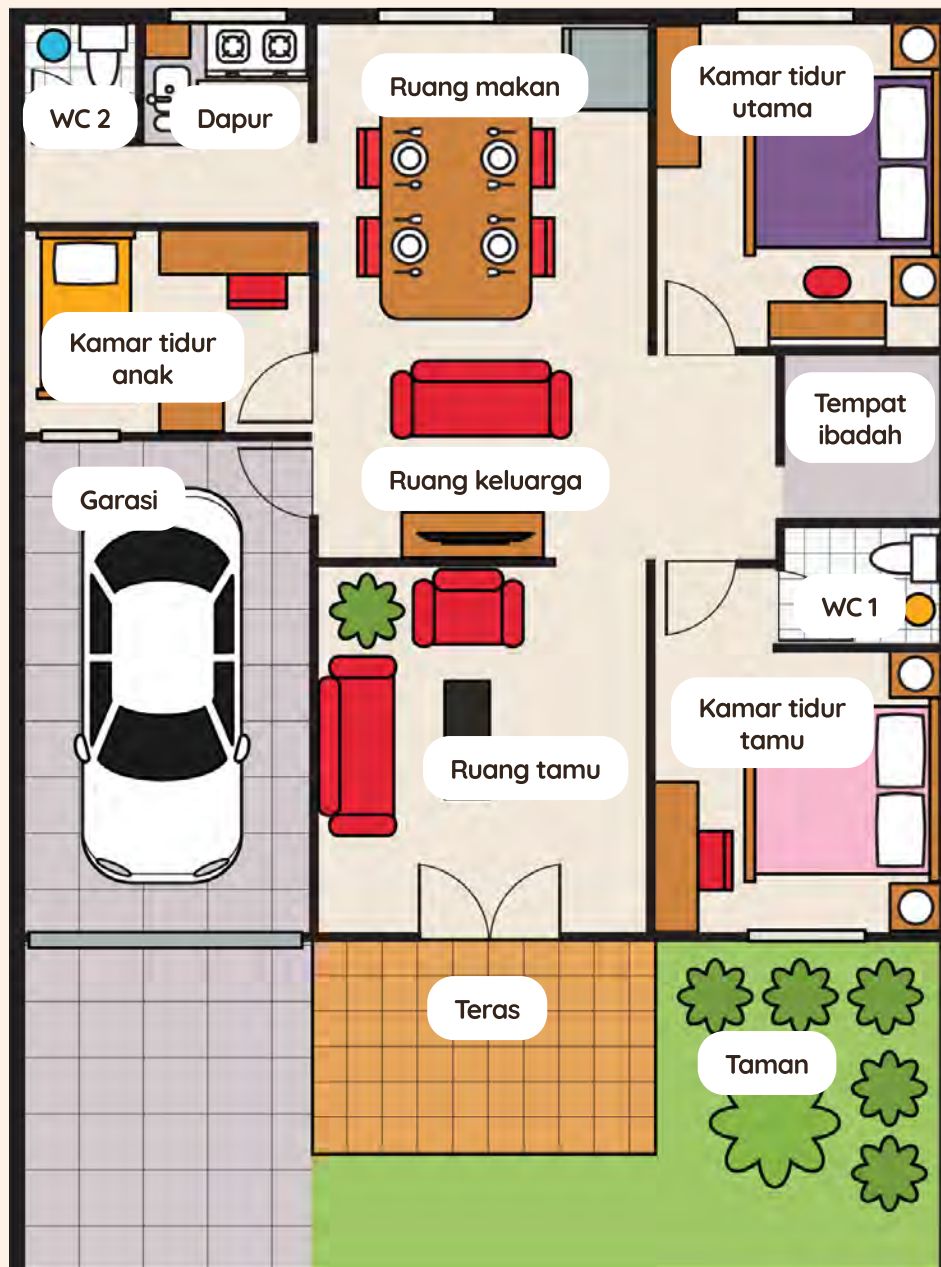 WC 2
Dapur
Ruang makan
Kamar tidur
utama
Kamar tidur
anak
Tempat
ibadah
Ruang keluarga
Garasi
WC 1
Kamar tidur
tamu
Ruang tamu
Teras
Taman